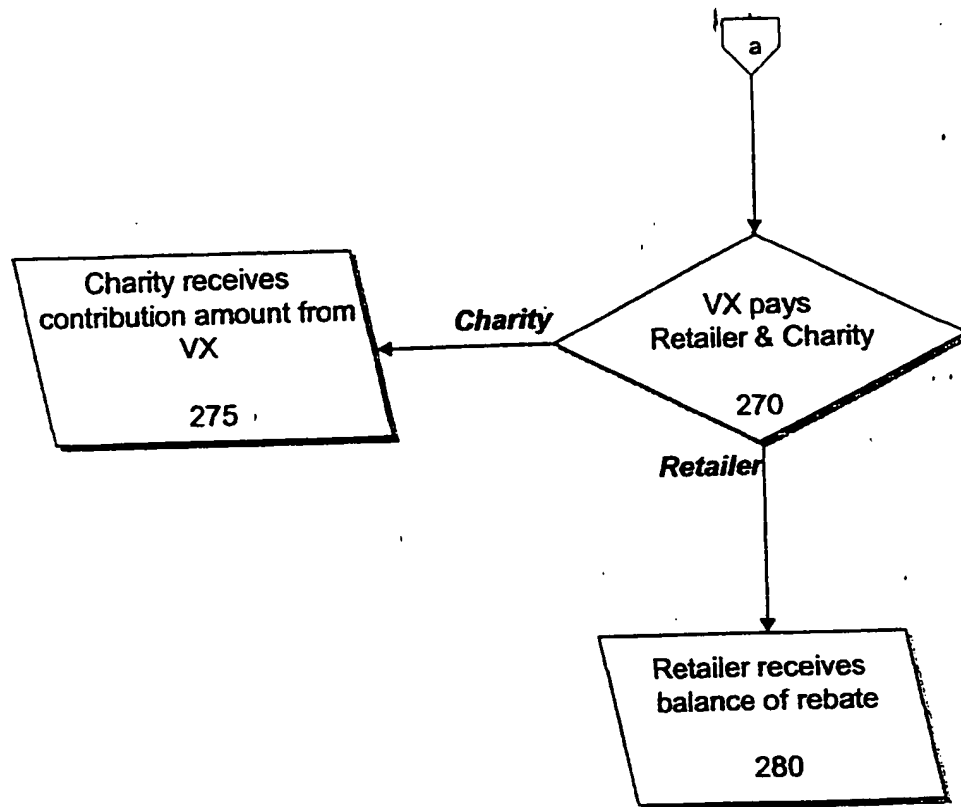 a
VX pays
Retailer & Charity
270
Charity
Charity receives
contribution amount from
VX
275
Retailer
Retailer receives
balance of rebate
280